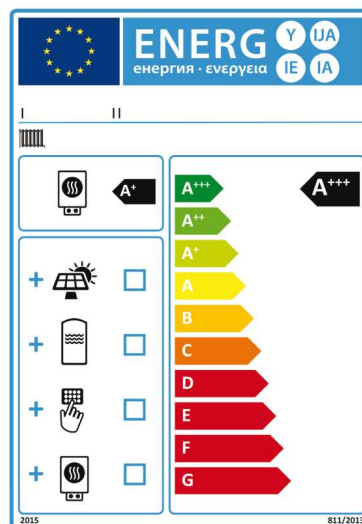 ENERG Y IJA
енергия · ενεργεια IE IA
I II
A+
A+++ A+++
A++
A+
A
B
C
D
E
F
G
+
+
+
+
2015 811/2013